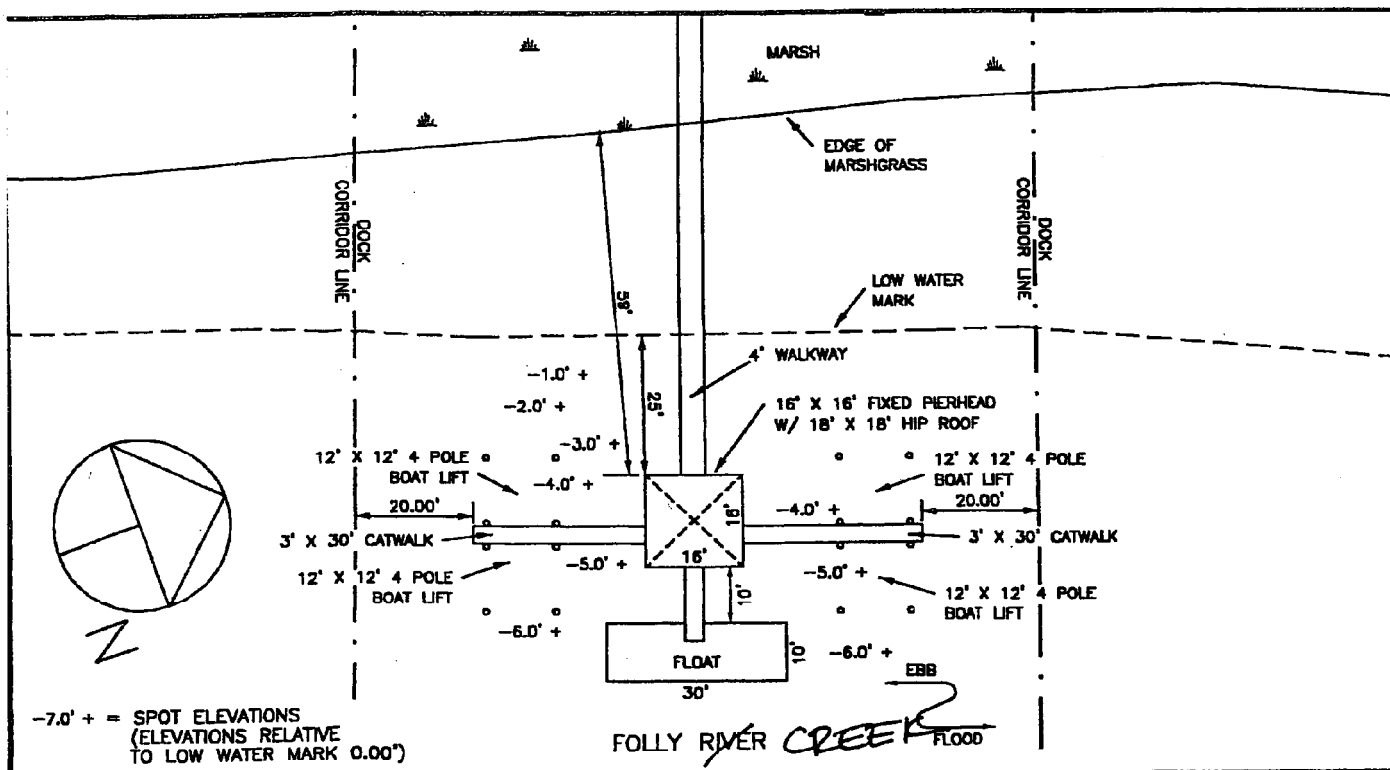 MARSH
EDGE OF
MARSHGRASS
DOCK
CORRIDOR LINE
DOCK
CORRIDOR LINE
59'
LOW WATER
MARK
25'
4' WALKWAY
-1.0' +
-2.0' +
-3.0' +
-4.0' +
16' X 16' FIXED PIERHEAD
W/ 18' X 18' HIP ROOF
12' X 12' 4 POLE
BOAT LIFT
12' X 12' 4 POLE
BOAT LIFT
20.00'
-4.0' +
20.00'
16'
3' X 30' CATWALK
3' X 30' CATWALK
16'
-5.0' +
-5.0' +
12' X 12' 4 POLE
BOAT LIFT
12' X 12' 4 POLE
BOAT LIFT
10'
-6.0' +
-6.0' +
FLOAT
10'
30'
N
EBB
FLOOD
-7.0' + = SPOT ELEVATIONS
(ELEVATIONS RELATIVE
TO LOW WATER MARK 0.00')
FOLLY RIVER CREEK